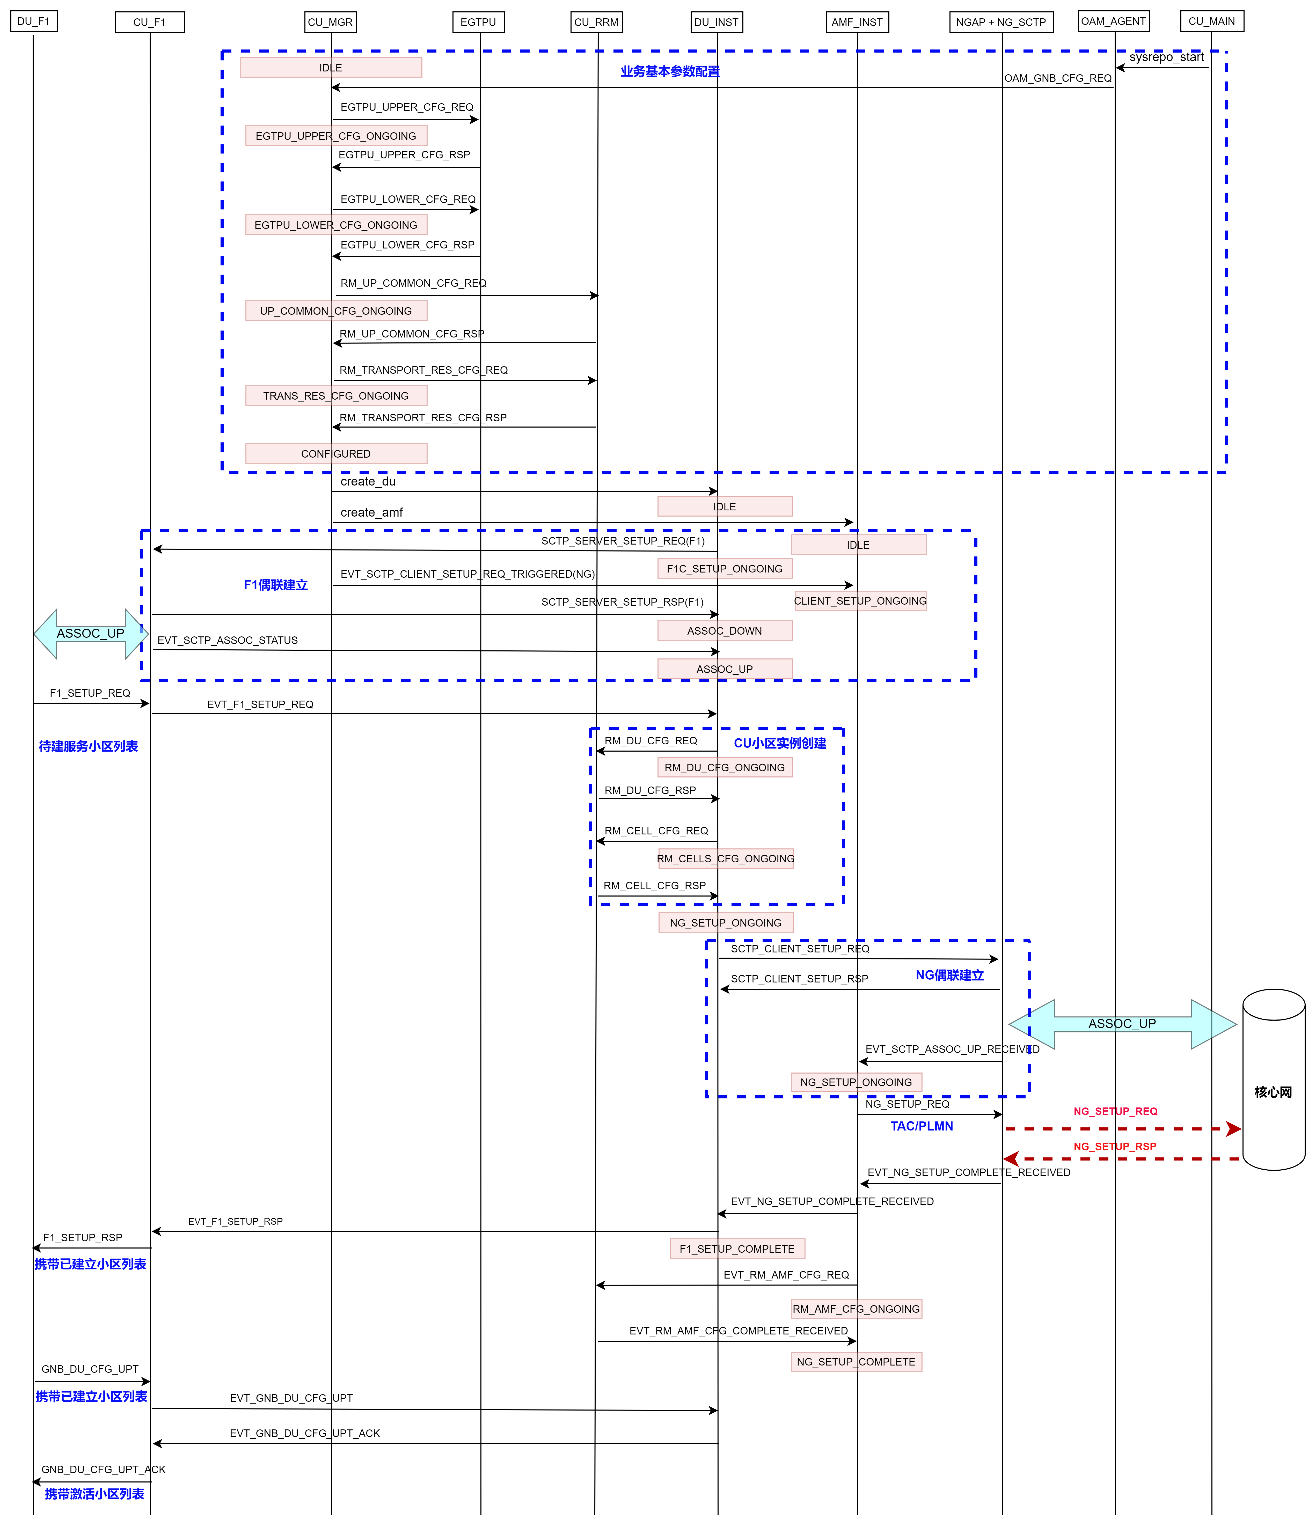 DU_F1
CU_F1
CU_MGR
EGTPU
CU_RRM
DU_INST
AMF_INST
NGAP + NG_SCTP
OAM_AGENT
CU_MAIN
sysrepo_start
IDLE
业务基本参数配置
OAM_GNB_CFG_REQ
EGTPU_UPPER_CFG_REQ
EGTPU_UPPER_CFG_ONGOING
EGTPU_UPPER_CFG_RSP
EGTPU_LOWER_CFG_REQ
EGTPU_LOWER_CFG_ONGOING
EGTPU_LOWER_CFG_RSP
RM_UP_COMMON_CFG_REQ
UP_COMMON_CFG_ONGOING
RM_UP_COMMON_CFG_RSP
RM_TRANSPORT_RES_CFG_REQ
TRANS_RES_CFG_ONGOING
RM_TRANSPORT_RES_CFG_RSP
CONFIGURED
create_du
IDLE
create_amf
SCTP_SERVER_SETUP_REQ(F1)
IDLE
F1C_SETUP_ONGOING
EVT_SCTP_CLIENT_SETUP_REQ_TRIGGERED(NG)
F1偶联建立
CLIENT_SETUP_ONGOING
SCTP_SERVER_SETUP_RSP(F1)
ASSOC_UP
ASSOC_DOWN
EVT_SCTP_ASSOC_STATUS
ASSOC_UP
F1_SETUP_REQ
EVT_F1_SETUP_REQ
待建服务小区列表
RM_DU_CFG_REQ
CU小区实例创建
RM_DU_CFG_ONGOING
RM_DU_CFG_RSP
RM_CELL_CFG_REQ
RM_CELLS_CFG_ONGOING
RM_CELL_CFG_RSP
NG_SETUP_ONGOING
SCTP_CLIENT_SETUP_REQ
SCTP_CLIENT_SETUP_RSP
NG偶联建立
ASSOC_UP
EVT_SCTP_ASSOC_UP_RECEIVED
NG_SETUP_ONGOING
核心网
NG_SETUP_REQ
NG_SETUP_REQ
TAC/PLMN
NG_SETUP_RSP
EVT_NG_SETUP_COMPLETE_RECEIVED
EVT_NG_SETUP_COMPLETE_RECEIVED
EVT_F1_SETUP_RSP
F1_SETUP_RSP
F1_SETUP_COMPLETE
携带已建立小区列表
EVT_RM_AMF_CFG_REQ
RM_AMF_CFG_ONGOING
EVT_RM_AMF_CFG_COMPLETE_RECEIVED
NG_SETUP_COMPLETE
GNB_DU_CFG_UPT
携带已建立小区列表
EVT_GNB_DU_CFG_UPT
EVT_GNB_DU_CFG_UPT_ACK
GNB_DU_CFG_UPT_ACK
携带激活小区列表